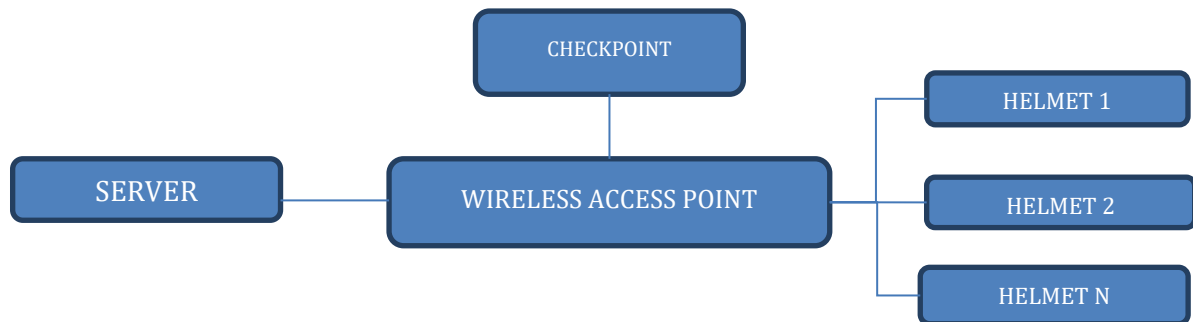 CHECKPOINT
HELMET 1
SERVER
WIRELESS ACCESS POINT
HELMET 2
HELMET N